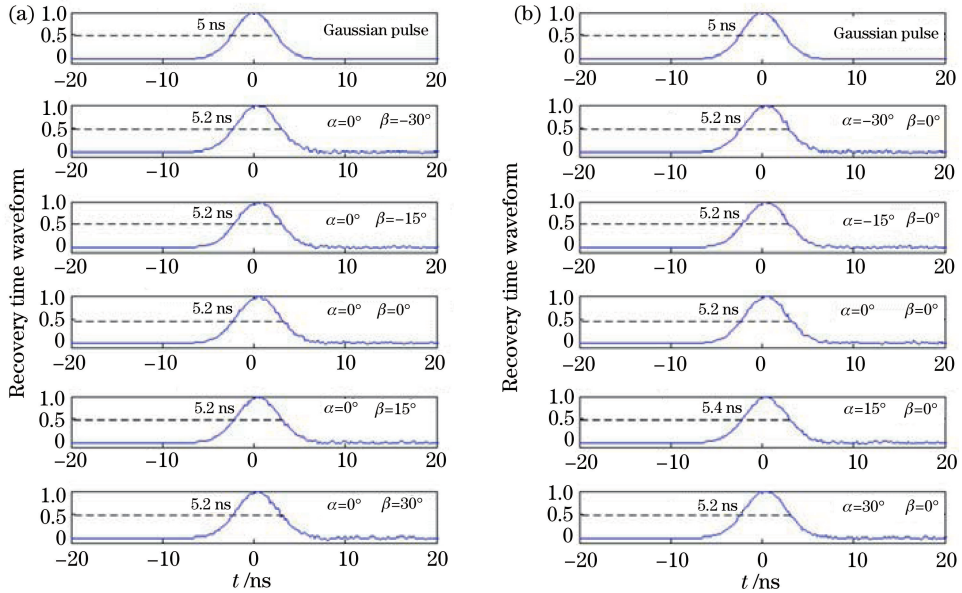 (a)
Recovery time waveform
1.0
0.5
0
5 ns
Gaussian pulse
−20 −10 0 10 20
1.0
0.5
0
5.2 ns
α=0° β=−30°
−20 −10 0 10 20
1.0
0.5
0
5.2 ns
α=0° β=−15°
−20 −10 0 10 20
1.0
0.5
0
5.2 ns
α=0° β=0°
−20 −10 0 10 20
1.0
0.5
0
5.2 ns
α=0° β=15°
−20 −10 0 10 20
1.0
0.5
0
5.2 ns
α=0° β=30°
−20 −10 0 10 20
t /ns
(b)
Recovery time waveform
1.0
0.5
0
5 ns
Gaussian pulse
−20 −10 0 10 20
1.0
0.5
0
5.2 ns
α=−30° β=0°
−20 −10 0 10 20
1.0
0.5
0
5.2 ns
α=−15° β=0°
−20 −10 0 10 20
1.0
0.5
0
5.2 ns
α=0° β=0°
−20 −10 0 10 20
1.0
0.5
0
5.4 ns
α=15° β=0°
−20 −10 0 10 20
1.0
0.5
0
5.2 ns
α=30° β=0°
−20 −10 0 10 20
t /ns